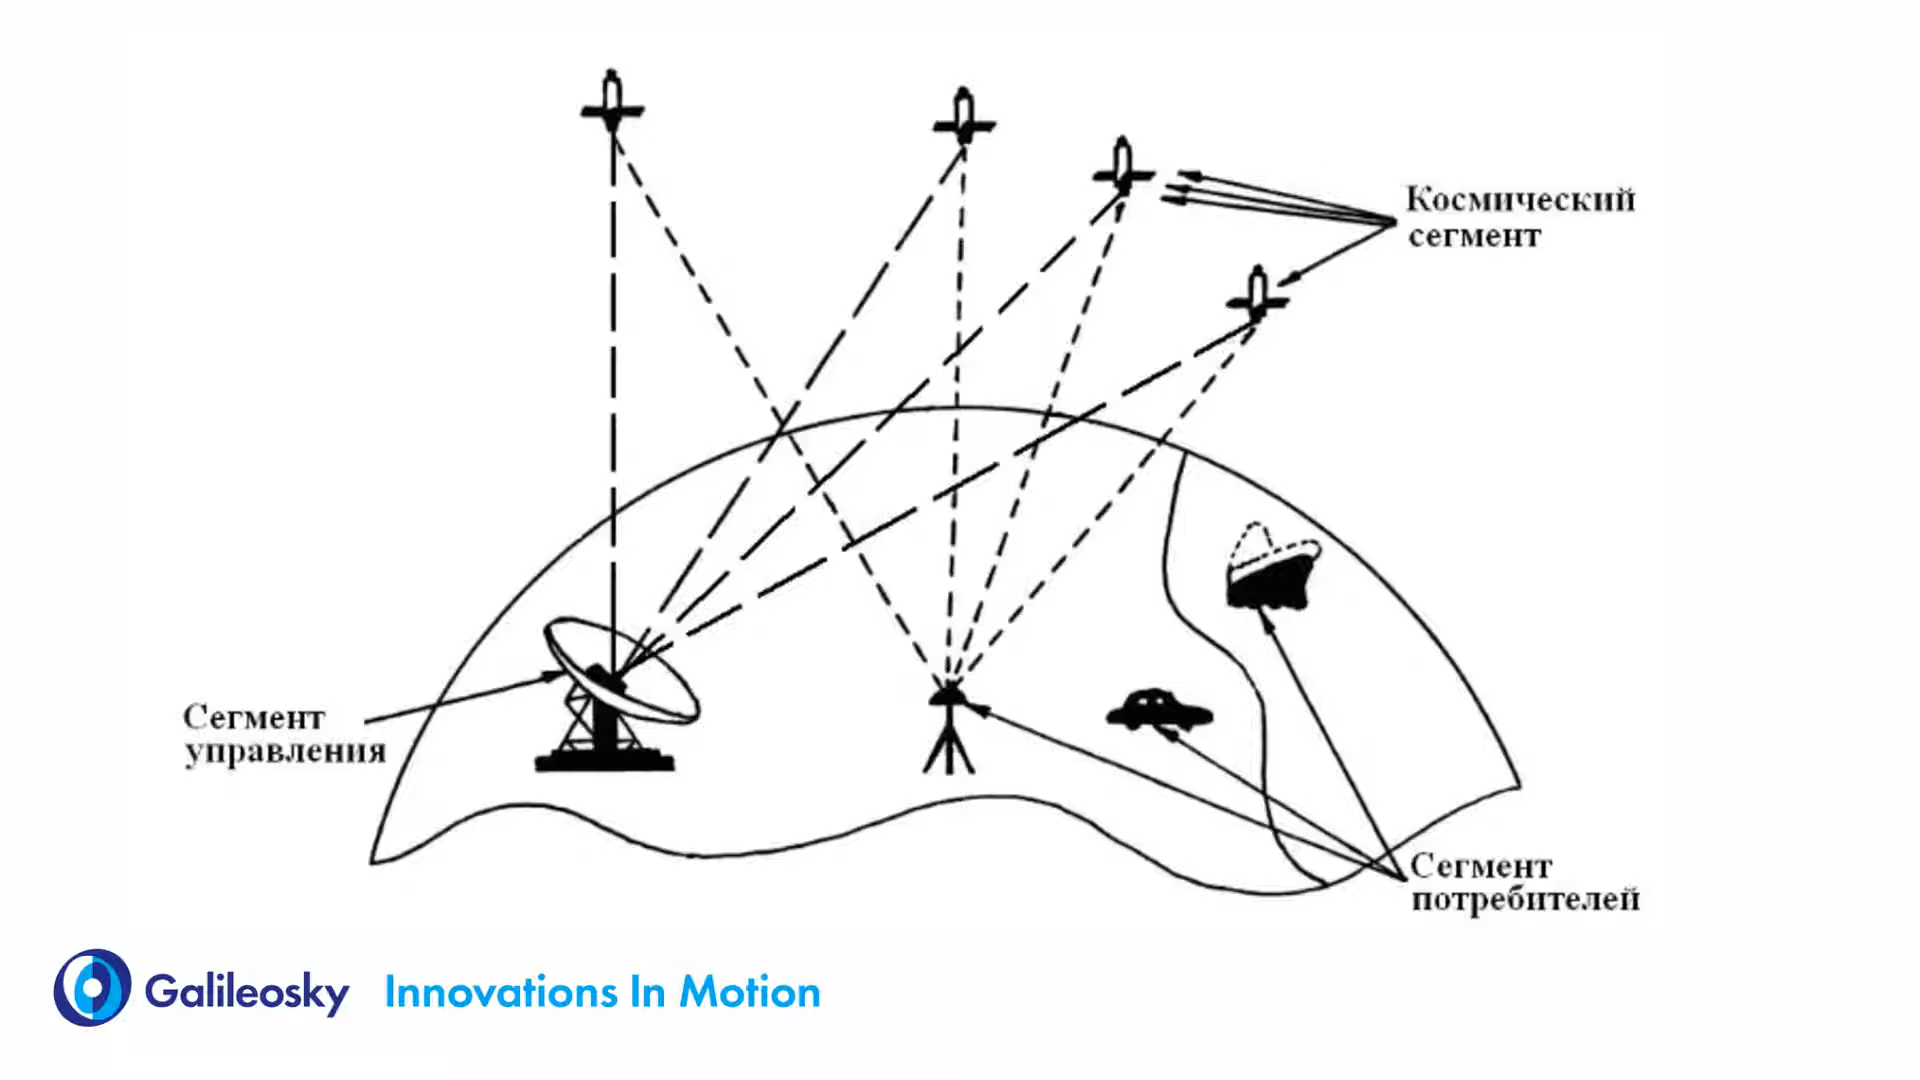 Космический
сегмент
Сегмент
управления
Сегмент
потребителей
Galileosky Innovations In Motion